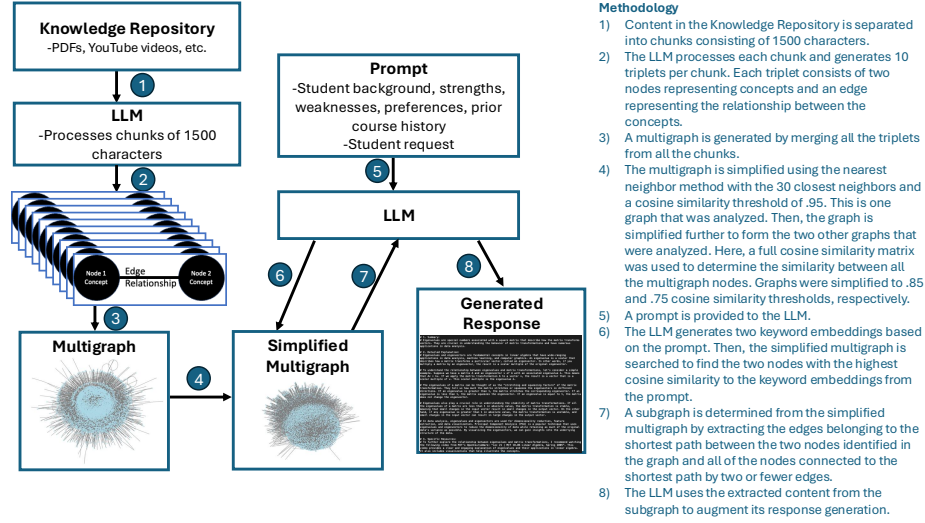 Knowledge Repository
-PDFs, YouTube videos, etc.
1
LLM
-Processes chunks of 1500
characters
2
Node 1
Concept
Edge
Relationship
Node 2
Concept
3
Multigraph
4
Prompt
-Student background, strengths,
weaknesses, preferences, prior
course history
-Student request
5
LLM
6
7
8
Simplified
Multigraph
Generated
Response
Methodology
1) Content in the Knowledge Repository is separated
into chunks consisting of 1500 characters.
2) The LLM processes each chunk and generates 10
triplets per chunk. Each triplet consists of two
nodes representing concepts and an edge
representing the relationship between the
concepts.
3) A multigraph is generated by merging all the triplets
from all the chunks.
4) The multigraph is simplified using the nearest
neighbor method with the 30 closest neighbors and
a cosine similarity threshold of .95. This is one
graph that was analyzed. Then, the graph is
simplified further to form the two other graphs that
were analyzed. Here, a full cosine similarity matrix
was used to determine the similarity between all
the multigraph nodes. Graphs were simplified to .85
and .75 cosine similarity thresholds, respectively.
5) A prompt is provided to the LLM.
6) The LLM generates two keyword embeddings based
on the prompt. Then, the simplified multigraph is
searched to find the two nodes with the highest
cosine similarity to the keyword embeddings from
the prompt.
7) A subgraph is determined from the simplified
multigraph by extracting the edges belonging to the
shortest path between the two nodes identified in
the graph and all of the nodes connected to the
shortest path by two or fewer edges.
8) The LLM uses the extracted content from the
subgraph to augment its response generation.